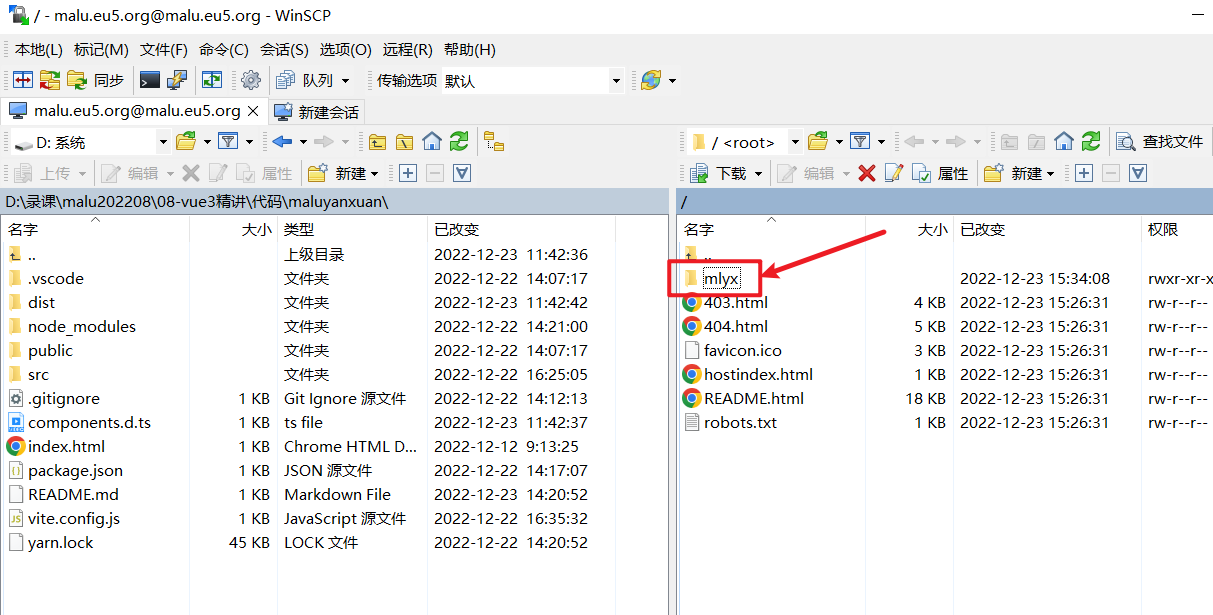 / - malu.eu5.org@malu.eu5.org - WinSCP
本地(L) 标记(M) 文件(F) 命令(C) 会话(S) 选项(O) 远程(R) 帮助(H)
同步 队列 传输选项 默认
malu.eu5.org@malu.eu5.org 新建会话
D: 系统 / <root> 查找文件
上传 编辑 属性 新建 下载 编辑 属性 新建
D:\录课\malu202208\08-vue3精讲\代码\maluyanxuan\ /
名字 大小 类型 已改变 名字 大小 已改变 权限
.. 上级目录 2022-12-23 11:42:36 ..
.vscode 文件夹 2022-12-22 14:07:17 mlyx 2022-12-23 15:34:08 rwxr-xr-x
dist 文件夹 2022-12-23 11:42:42 403.html 4 KB 2022-12-23 15:26:31 rw-r--r--
node_modules 文件夹 2022-12-22 14:21:00 404.html 5 KB 2022-12-23 15:26:31 rw-r--r--
public 文件夹 2022-12-22 14:07:17 favicon.ico 3 KB 2022-12-23 15:26:31 rw-r--r--
src 文件夹 2022-12-22 16:25:05 hostindex.html 1 KB 2022-12-23 15:26:31 rw-r--r--
.gitignore 1 KB Git Ignore 源文件 2022-12-22 14:12:13 README.html 18 KB 2022-12-23 15:26:31 rw-r--r--
components.d.ts 1 KB ts file 2022-12-23 11:42:37 robots.txt 1 KB 2022-12-23 15:26:31 rw-r--r--
index.html 1 KB Chrome HTML D... 2022-12-12 9:13:25
package.json 1 KB JSON 源文件 2022-12-22 14:17:07
README.md 1 KB Markdown File 2022-12-23 14:20:52
vite.config.js 1 KB JavaScript 源文件 2022-12-22 16:35:32
yarn.lock 45 KB LOCK 文件 2022-12-22 14:20:52